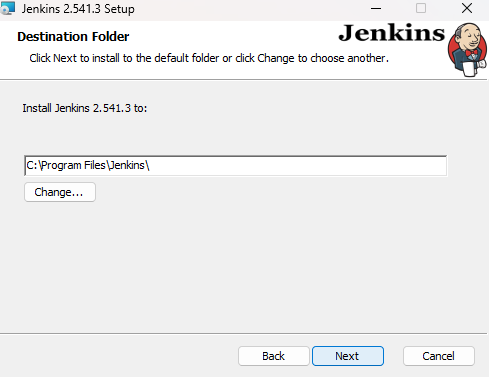 Jenkins 2.541.3 Setup
Destination Folder
Jenkins
Click Next to install to the default folder or click Change to choose another.
Install Jenkins 2.541.3 to:
C:\Program Files\Jenkins\
Change...
Back
Next
Cancel